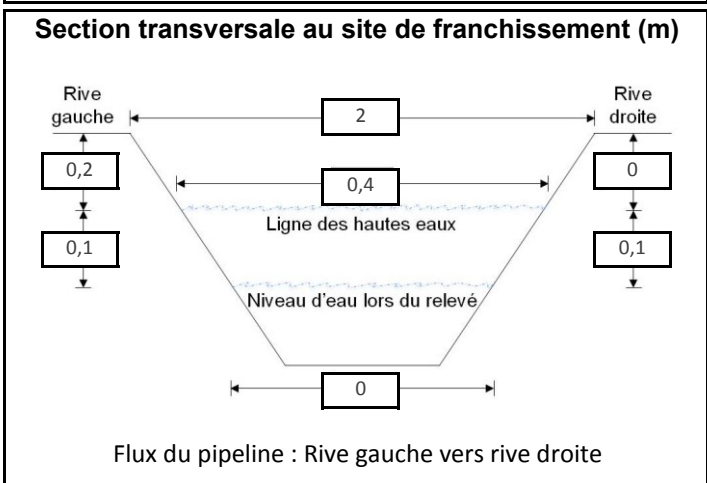 Section transversale au site de franchissement (m)
Rive
gauche
2
Rive
droite
0,2
0,4
0
Ligne des hautes eaux
0,1
0,1
Niveau d'eau lors du relevé
0
Flux du pipeline : Rive gauche vers rive droite